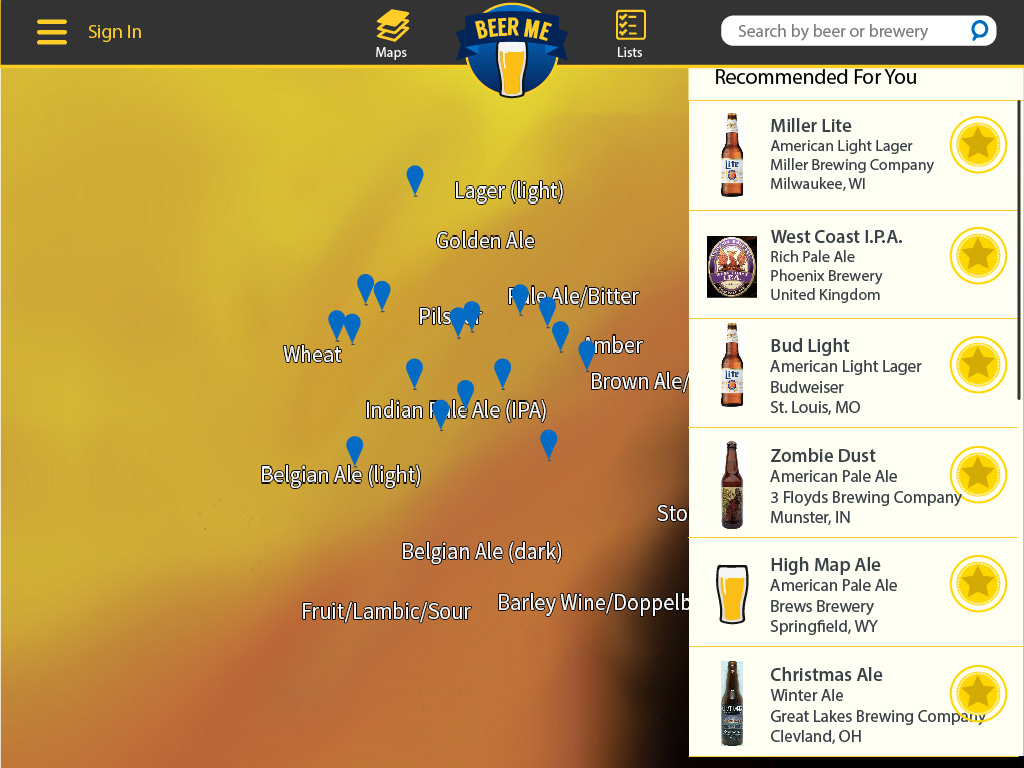 Sign In
Maps
BEER ME
Lists
Search by beer or brewery
Recommended For You
Lager (light)
Golden Ale
Pale Ale/Bitter
Amber
Wheat
Brown Ale/
Indian Pale Ale (IPA)
Belgian Ale (light)
Sto
Belgian Ale (dark)
Barley Wine/Doppelb
Fruit/Lambic/Sour
Miller Lite
American Light Lager
Miller Brewing Company
Milwaukee, WI
Lite
West Coast I.P.A.
Rich Pale Ale
Phoenix Brewery
United Kingdom
Bud Light
American Light Lager
Budweiser
St. Louis, MO
Lite
Zombie Dust
American Pale Ale
3 Floyds Brewing Company
Munster, IN
High Map Ale
American Pale Ale
Brews Brewery
Springfield, WY
Christmas Ale
Winter Ale
Great Lakes Brewing Company
Clevland, OH